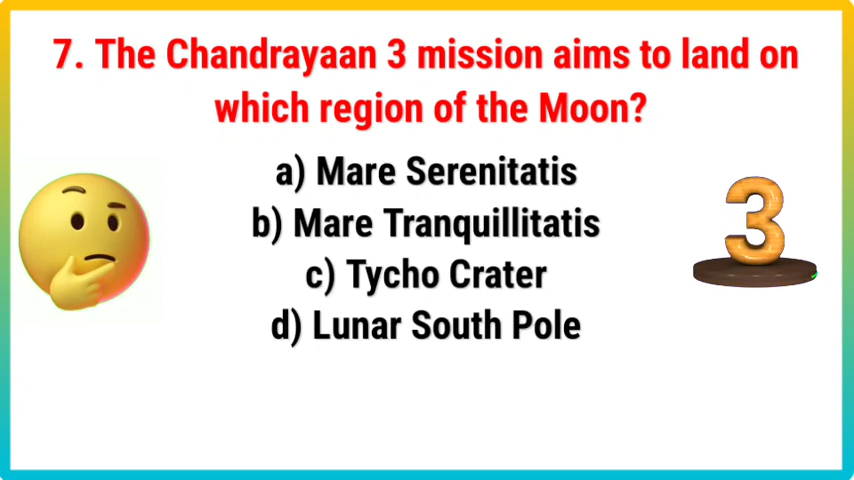 7. The Chandrayaan 3 mission aims to land on
which region of the Moon?
a) Mare Serenitatis
b) Mare Tranquillitatis
c) Tycho Crater
d) Lunar South Pole
3